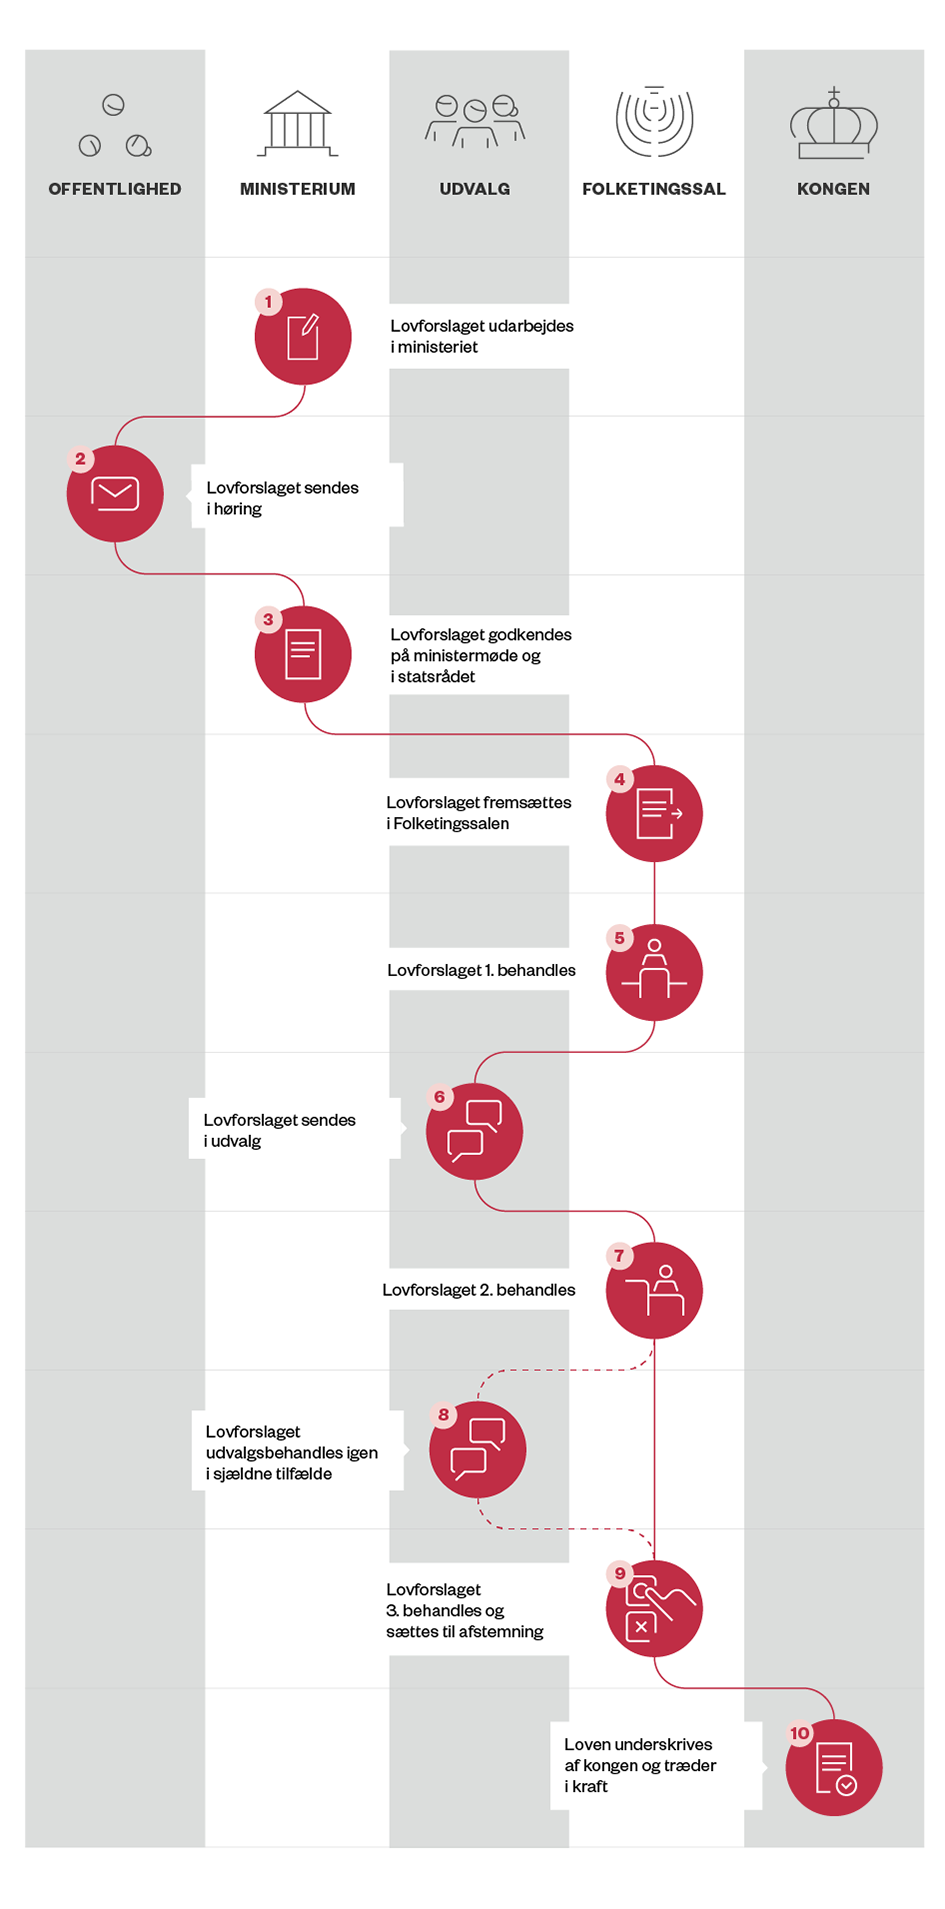 OFFENTLIGHED
MINISTERIUM
UDVALG
FOLKETINGSSAL
KONGEN
1
Lovforslaget udarbejdes
i ministeriet
2
Lovforslaget sendes
i høring
3
Lovforslaget godkendes
på ministermøde og
i statsrådet
4
Lovforslaget fremsættes
i Folketingssalen
5
Lovforslaget 1. behandles
6
Lovforslaget sendes
i udvalg
7
Lovforslaget 2. behandles
8
Lovforslaget
udvalgsbehandles igen
i sjældne tilfælde
9
Lovforslaget
3. behandles og
sættes til afstemning
10
Loven underskrives
af kongen og træder
i kraft